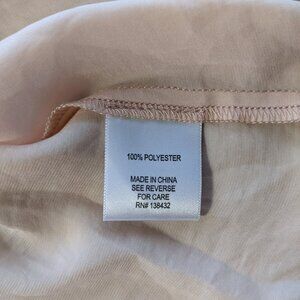 100% POLYESTER
MADE IN CHINA
SEE REVERSE
FOR CARE
RN# 138432